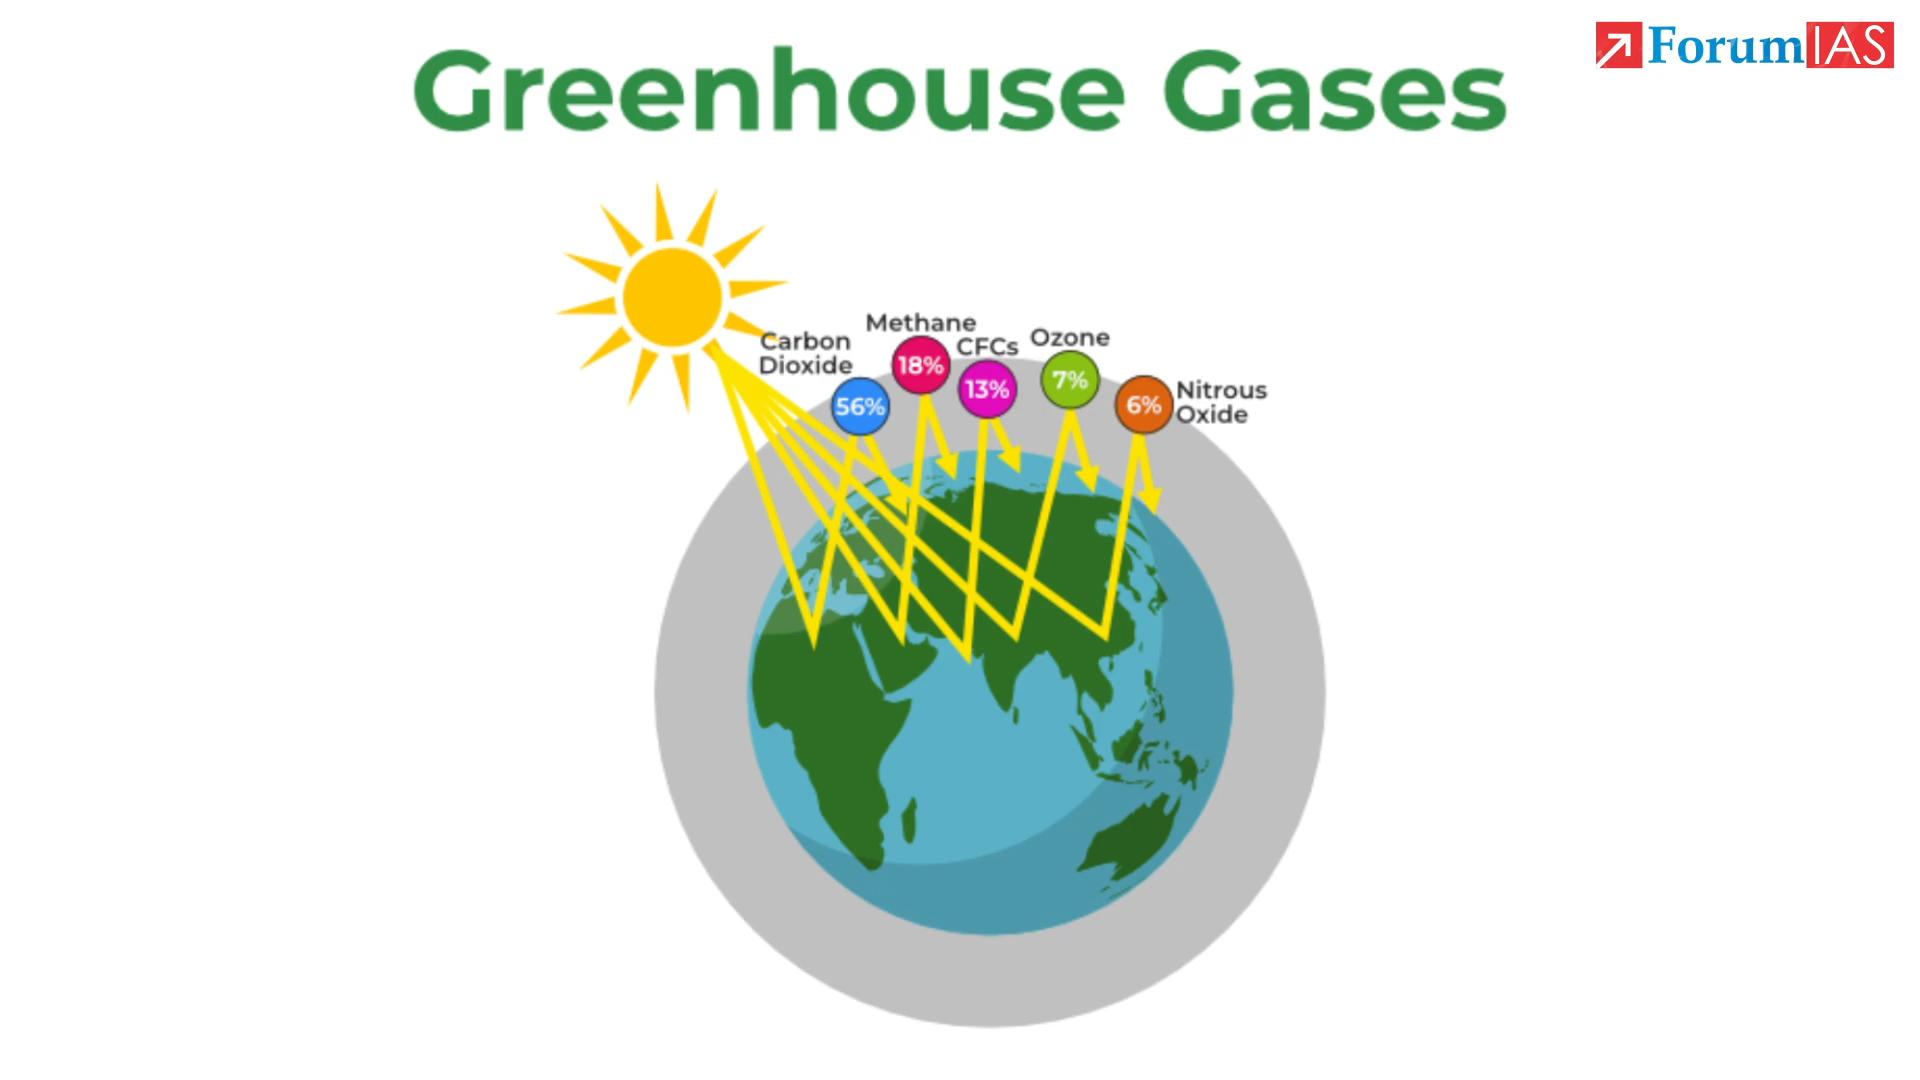 ForumIAS
Greenhouse Gases
Carbon
Dioxide
56%
Methane
18%
CFCs
13%
Ozone
7%
Nitrous
Oxide
6%